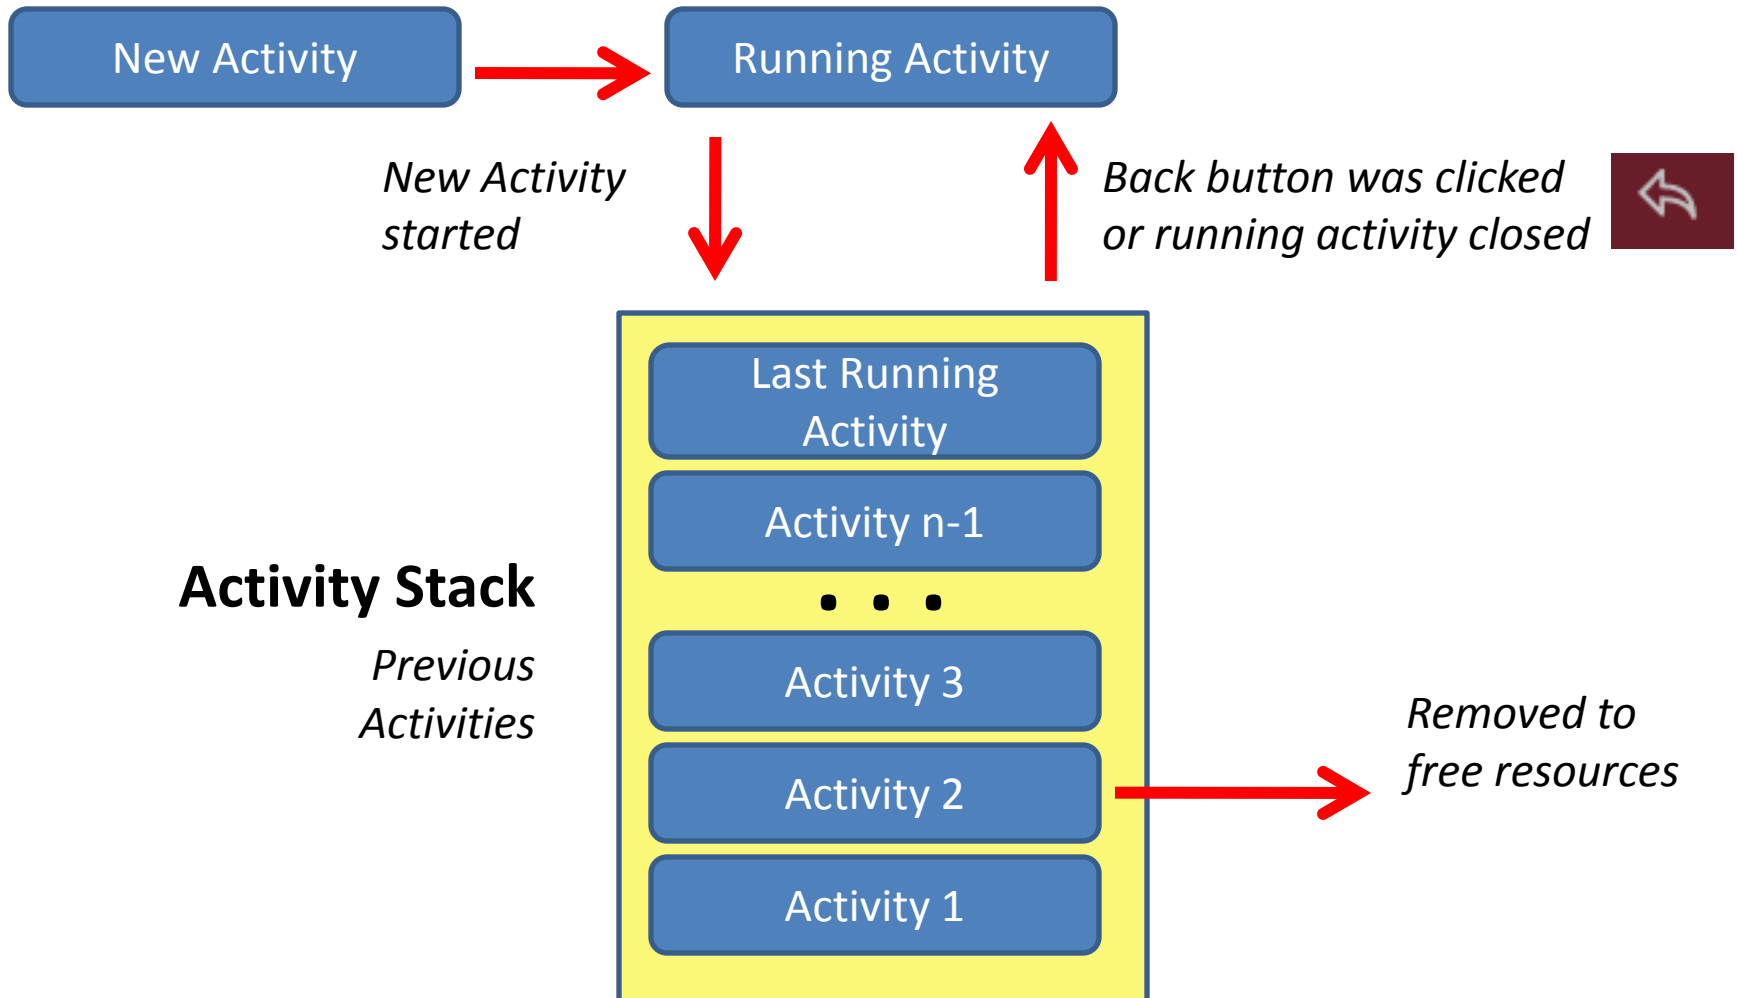 New Activity
Running Activity
New Activity
started
Back button was clicked
or running activity closed
Last Running
Activity
Activity n-1
. . .
Activity Stack
Previous
Activities
Activity 3
Activity 2
Removed to
free resources
Activity 1